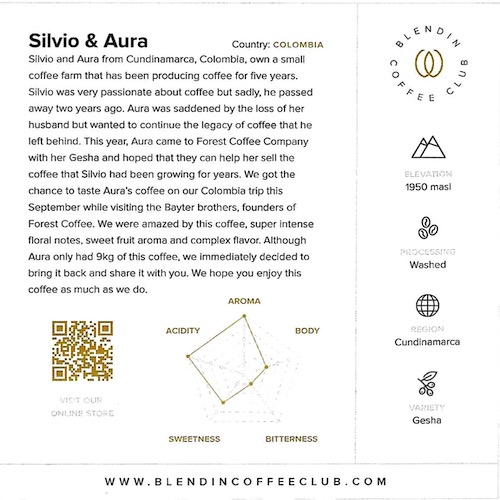 Silvio & Aura
Country: COLOMBIA
Silvio and Aura from Cundinamarca, Colombia, own a small
coffee farm that has been producing coffee for five years.
Silvio was very passionate about coffee but sadly, he passed
away two years ago. Aura was saddened by the loss of her
husband but wanted to continue the legacy of coffee that he
left behind. This year, Aura came to Forest Coffee Company
with her Gesha and hoped that they can help her sell the
coffee that Silvio had been growing for years. We got the
chance to taste Aura's coffee on our Colombia trip this
September while visiting the Bayter brothers, founders of
Forest Coffee. We were amazed by this coffee, super intense
floral notes, sweet fruit aroma and complex flavor. Although
Aura only had 9kg of this coffee, we immediately decided to
bring it back and share it with you. We hope you enjoy this
coffee as much as we do.
VISIT OUR
ONLINE STORE
AROMA
ACIDITY
BODY
SWEETNESS
BITTERNESS
BLENDIN
COFFEE CLUB
ELEVATION
1950 masl
PROCESSING
Washed
REGION
Cundinamarca
VARIETY
Gesha
WWW.BLENDINCOFFEECLUB.COM